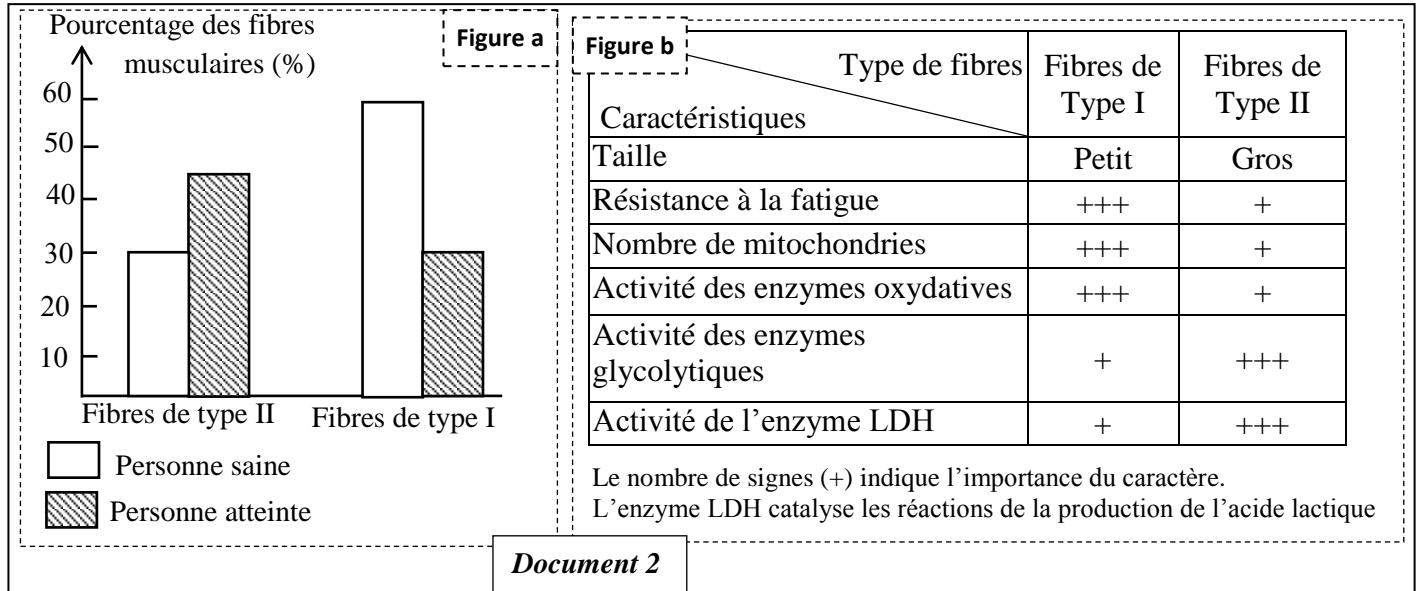 Pourcentage des fibres
musculaires (%)
Figure a
60
50
40
30
20
10
Fibres de type II
Fibres de type I
Personne saine
Personne atteinte
Figure b
Type de fibres
Caractéristiques
Fibres de
Type I
Fibres de
Type II
Taille Petit Gros
Résistance à la fatigue +++ +
Nombre de mitochondries +++ +
Activité des enzymes oxydatives +++ +
Activité des enzymes
glycolytiques + +++
Activité de l’enzyme LDH + +++
Le nombre de signes (+) indique l’importance du caractère.
L’enzyme LDH catalyse les réactions de la production de l’acide lactique
Document 2